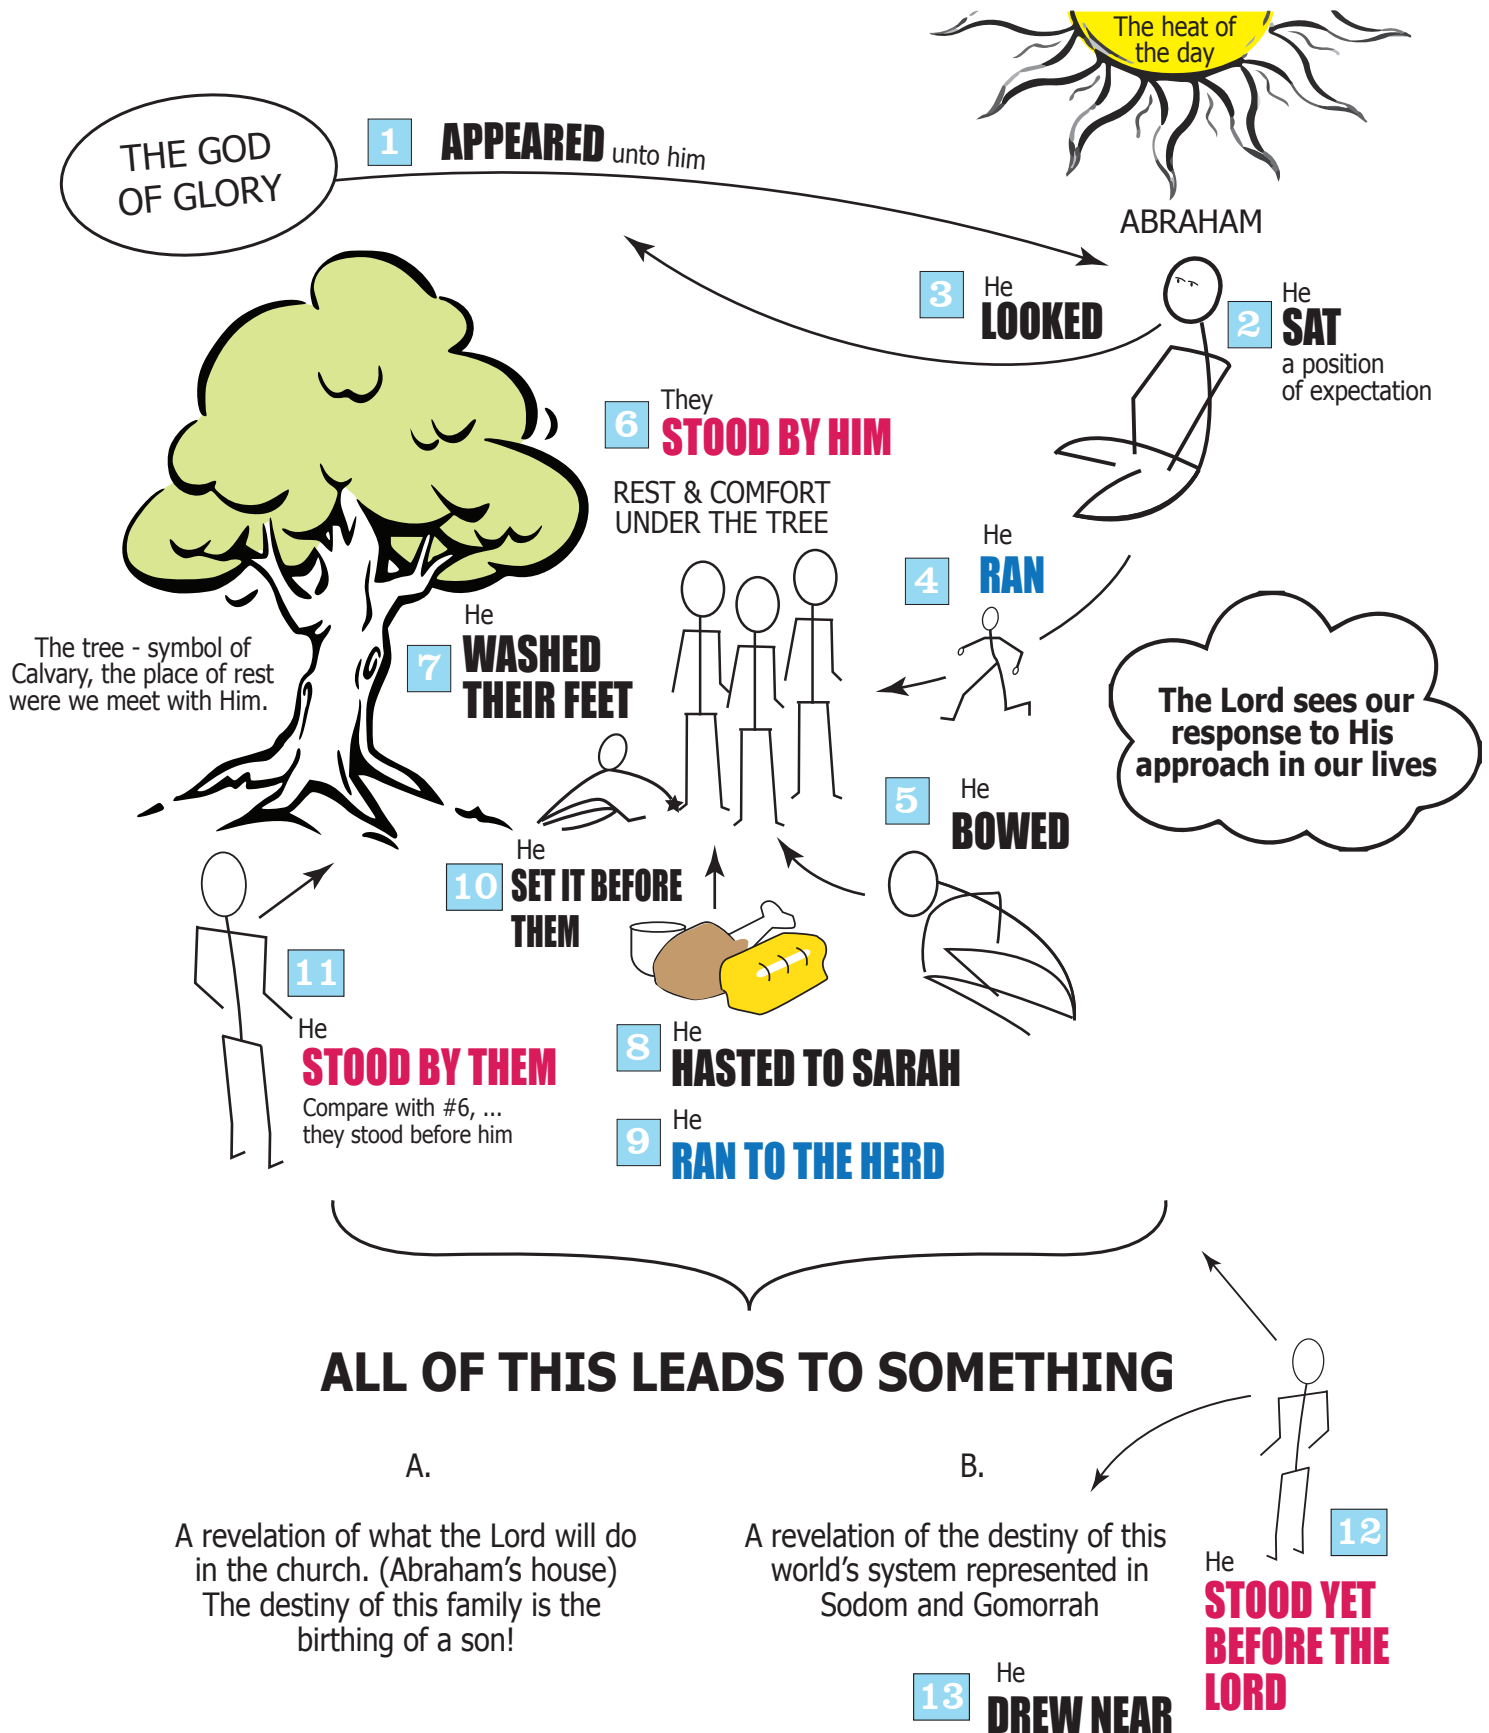 The heat of
the day
THE GOD
OF GLORY
1 APPEARED unto him
ABRAHAM
2 He
SAT
a position
of expectation
3 He
LOOKED
6 They
STOOD BY HIM
REST & COMFORT
UNDER THE TREE
4 He
RAN
The tree - symbol of
Calvary, the place of rest
were we meet with Him.
7 He
WASHED
THEIR FEET
The Lord sees our
response to His
approach in our lives
5 He
BOWED
10 He
SET IT BEFORE
THEM
11
He
STOOD BY THEM
Compare with #6, ...
they stood before him
8 He
HASTED TO SARAH
9 He
RAN TO THE HERD
ALL OF THIS LEADS TO SOMETHING
A.
A revelation of what the Lord will do
in the church. (Abraham’s house)
The destiny of this family is the
birthing of a son!
B.
A revelation of the destiny of this
world’s system represented in
Sodom and Gomorrah
12
He
STOOD YET
BEFORE THE
LORD
13 He
DREW NEAR